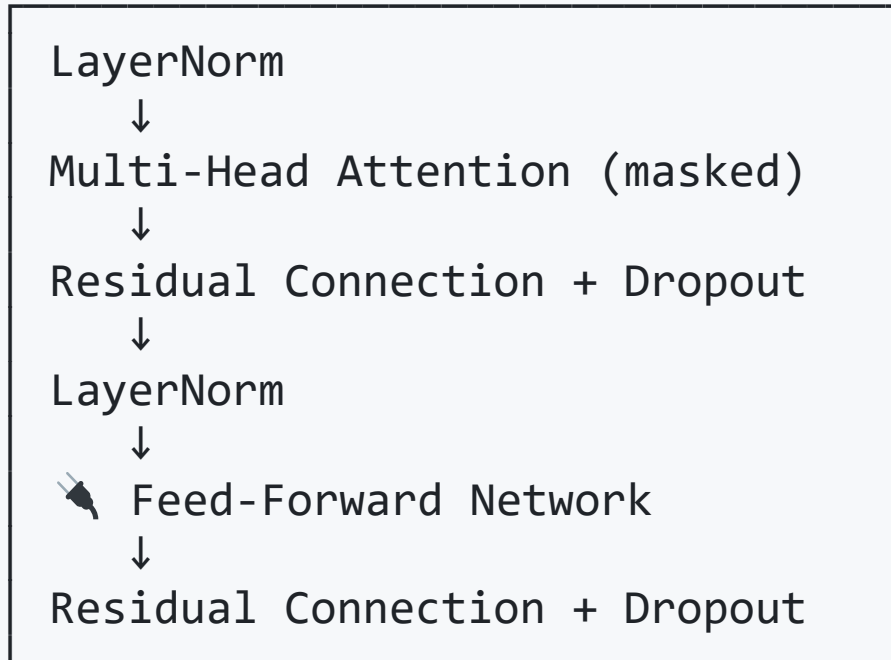 LayerNorm
↓
Multi-Head Attention (masked)
↓
Residual Connection + Dropout
↓
LayerNorm
↓
🔌 Feed-Forward Network
↓
Residual Connection + Dropout